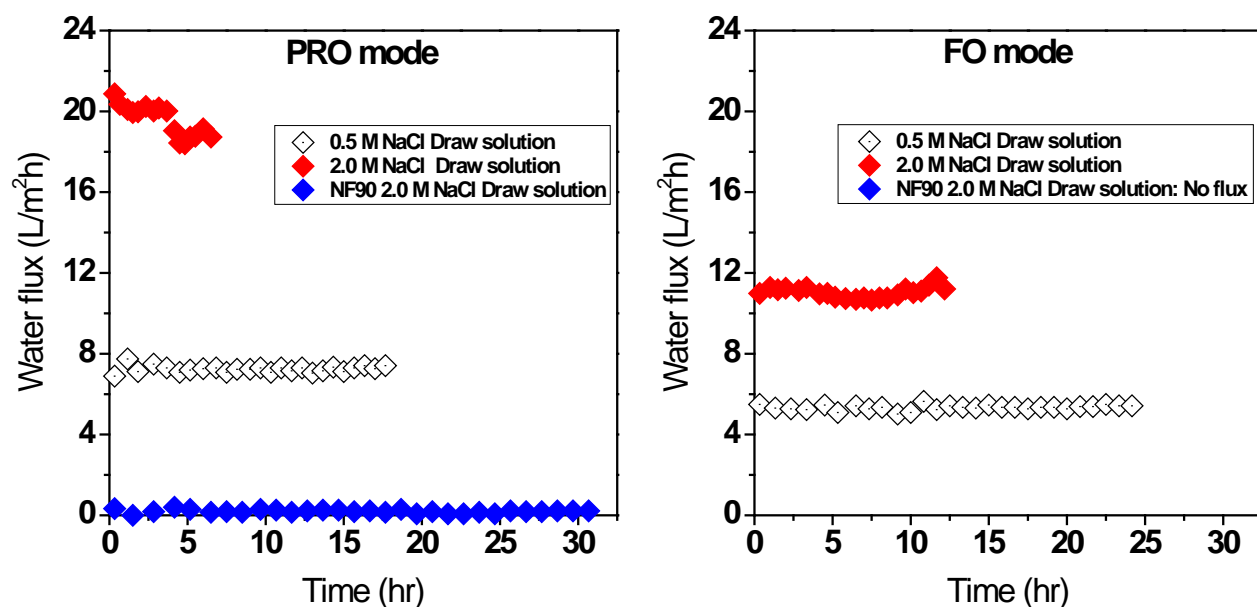 PRO mode
24
20
16
12
8
4
0
Water flux (L/m²h)
0.5 M NaCl Draw solution
2.0 M NaCl Draw solution
NF90 2.0 M NaCl Draw solution
0 5 10 15 20 25 30
Time (hr)
FO mode
24
20
16
12
8
4
0
Water flux (L/m²h)
0.5 M NaCl Draw solution
2.0 M NaCl Draw solution
NF90 2.0 M NaCl Draw solution: No flux
0 5 10 15 20 25 30
Time (hr)